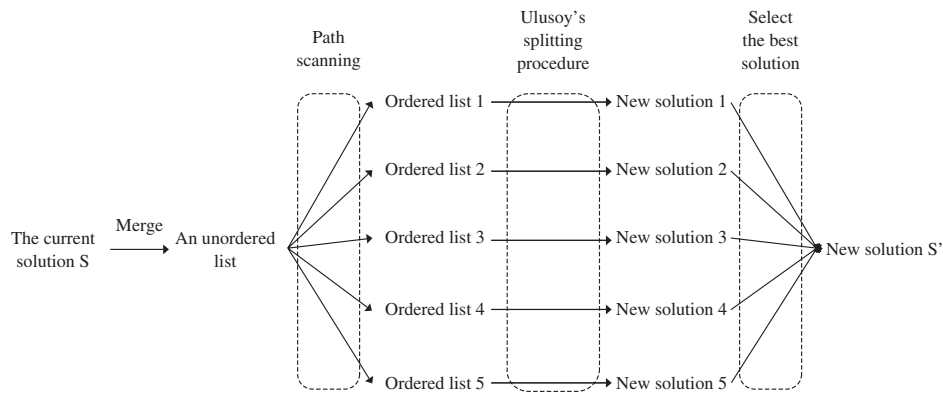 Path
scanning
Ulusoy's
splitting
procedure
Select
the best
solution
Ordered list 1
New solution 1
Ordered list 2
New solution 2
The current
solution S
Merge
An unordered
list
Ordered list 3
New solution 3
New solution S'
Ordered list 4
New solution 4
Ordered list 5
New solution 5